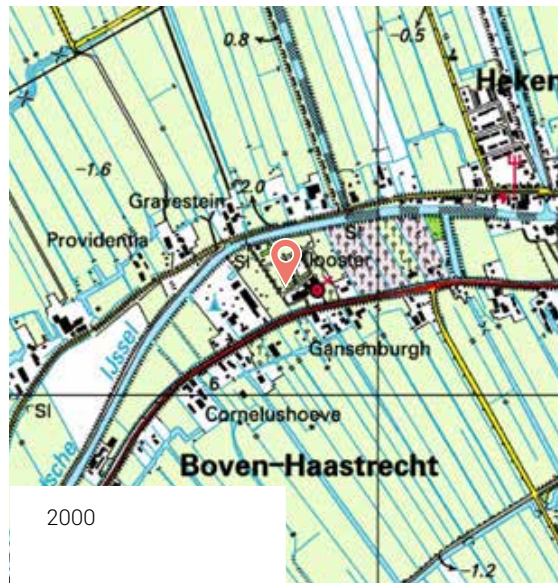 0.8
-0.5
Heken
-1.6
2.0
Gravestein
Providentia
Sl
Sl
Klooster
IJssel
Gansenburgh
6
Sl
Cornelushoeve
Boven-Haastrecht
dsche
2000
-1.2